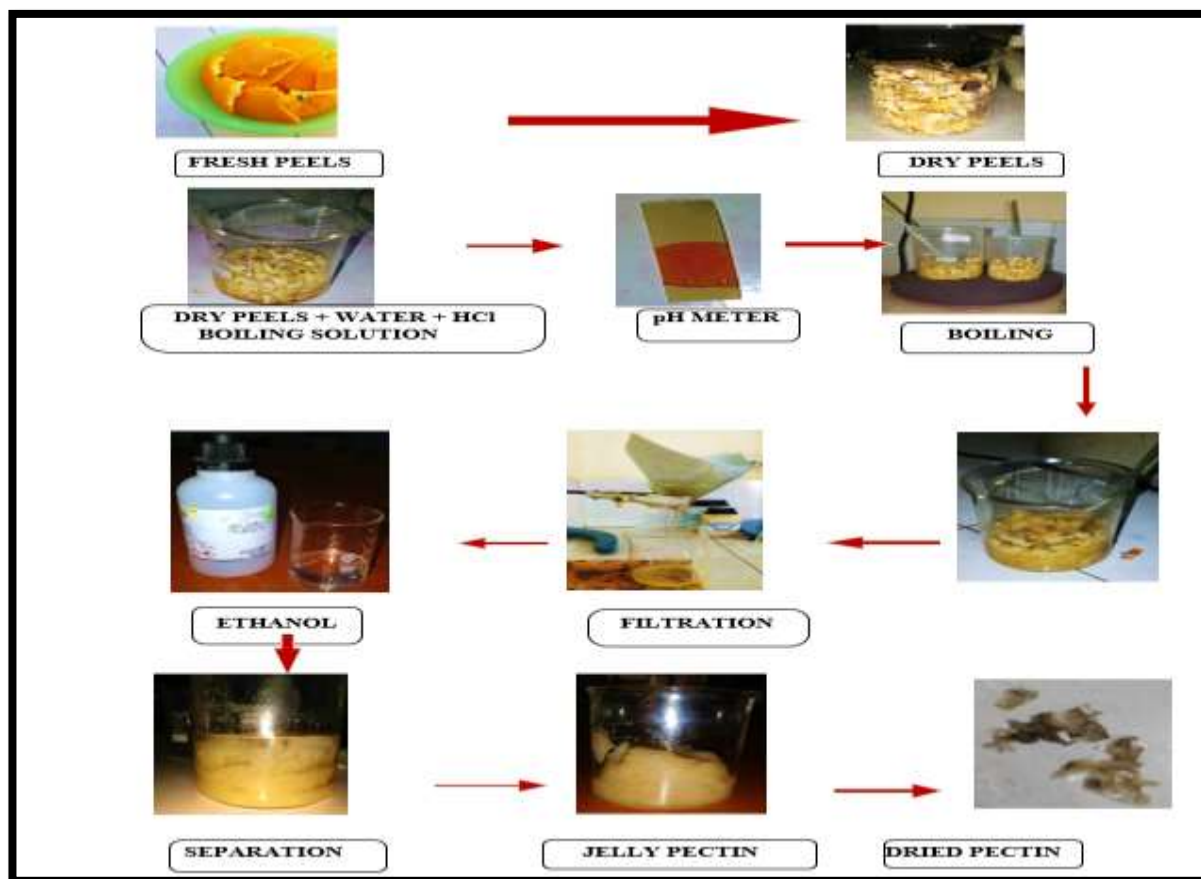 FRESH PEELS
DRY PEELS
DRY PEELS + WATER + HCl
BOILING SOLUTION
pH METER
BOILING
ETHANOL
FILTRATION
SEPARATION
JELLY PECTIN
DRIED PECTIN